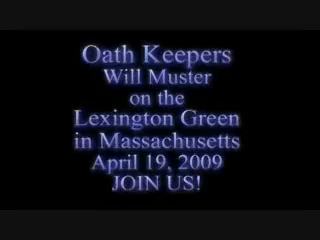 Oath Keepers
Will Muster
on the
Lexington Green
in Massachusetts
April 19, 2009
JOIN US!